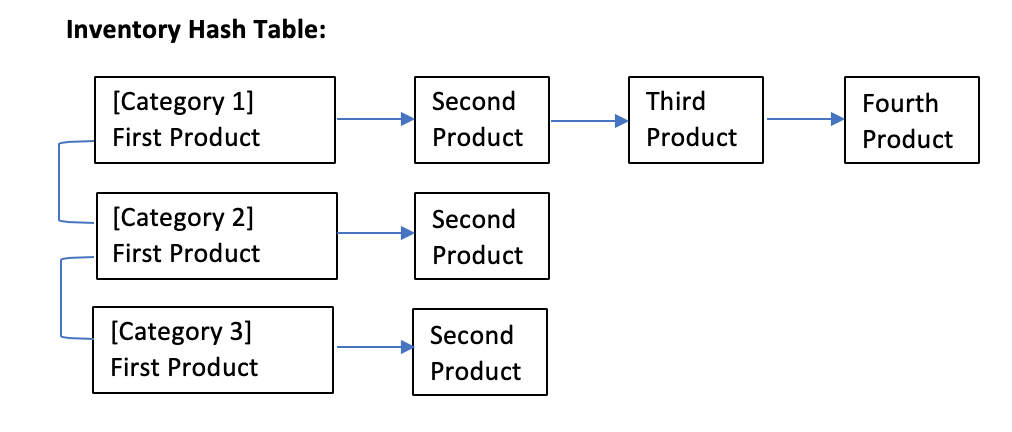 Inventory Hash Table:
[Category 1]
First Product
Second
Product
Third
Product
Fourth
Product
[Category 2]
First Product
Second
Product
[Category 3]
First Product
Second
Product